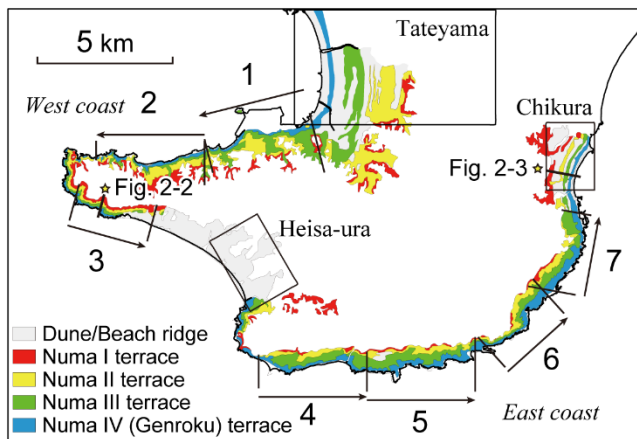 5 km
Tateyama
1
West coast
2
Chikura
Fig. 2-3
Fig. 2-2
Heisa-ura
3
7
Dune/Beach ridge
Numa I terrace
Numa II terrace
Numa III terrace
Numa IV (Genroku) terrace
6
4
5
East coast